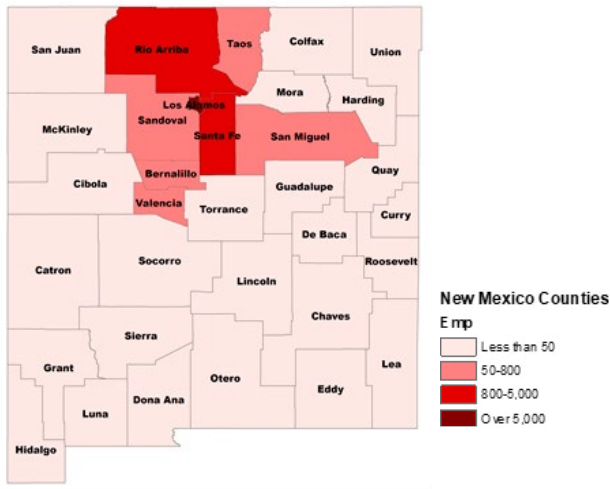 San Juan
Rio Arriba
Taos
Colfax
Union
Mora
Harding
Los Alamos
Sandoval
Santa Fe
San Miguel
McKinley
Bernalillo
Quay
Cibola
Guadalupe
Valencia
Torrance
Curry
De Baca
Socorro
Roosevelt
Catron
Lincoln
Chaves
Sierra
Grant
Lea
Otero
Eddy
Dona Ana
Luna
Hidalgo
New Mexico Counties
Emp
Less than 50
50-800
800-5,000
Over 5,000